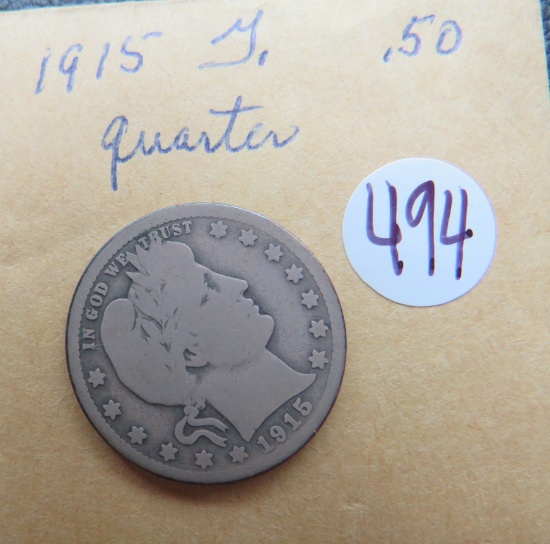 1915 G. .50
quarter
494
IN GOD WE TRUST
1915